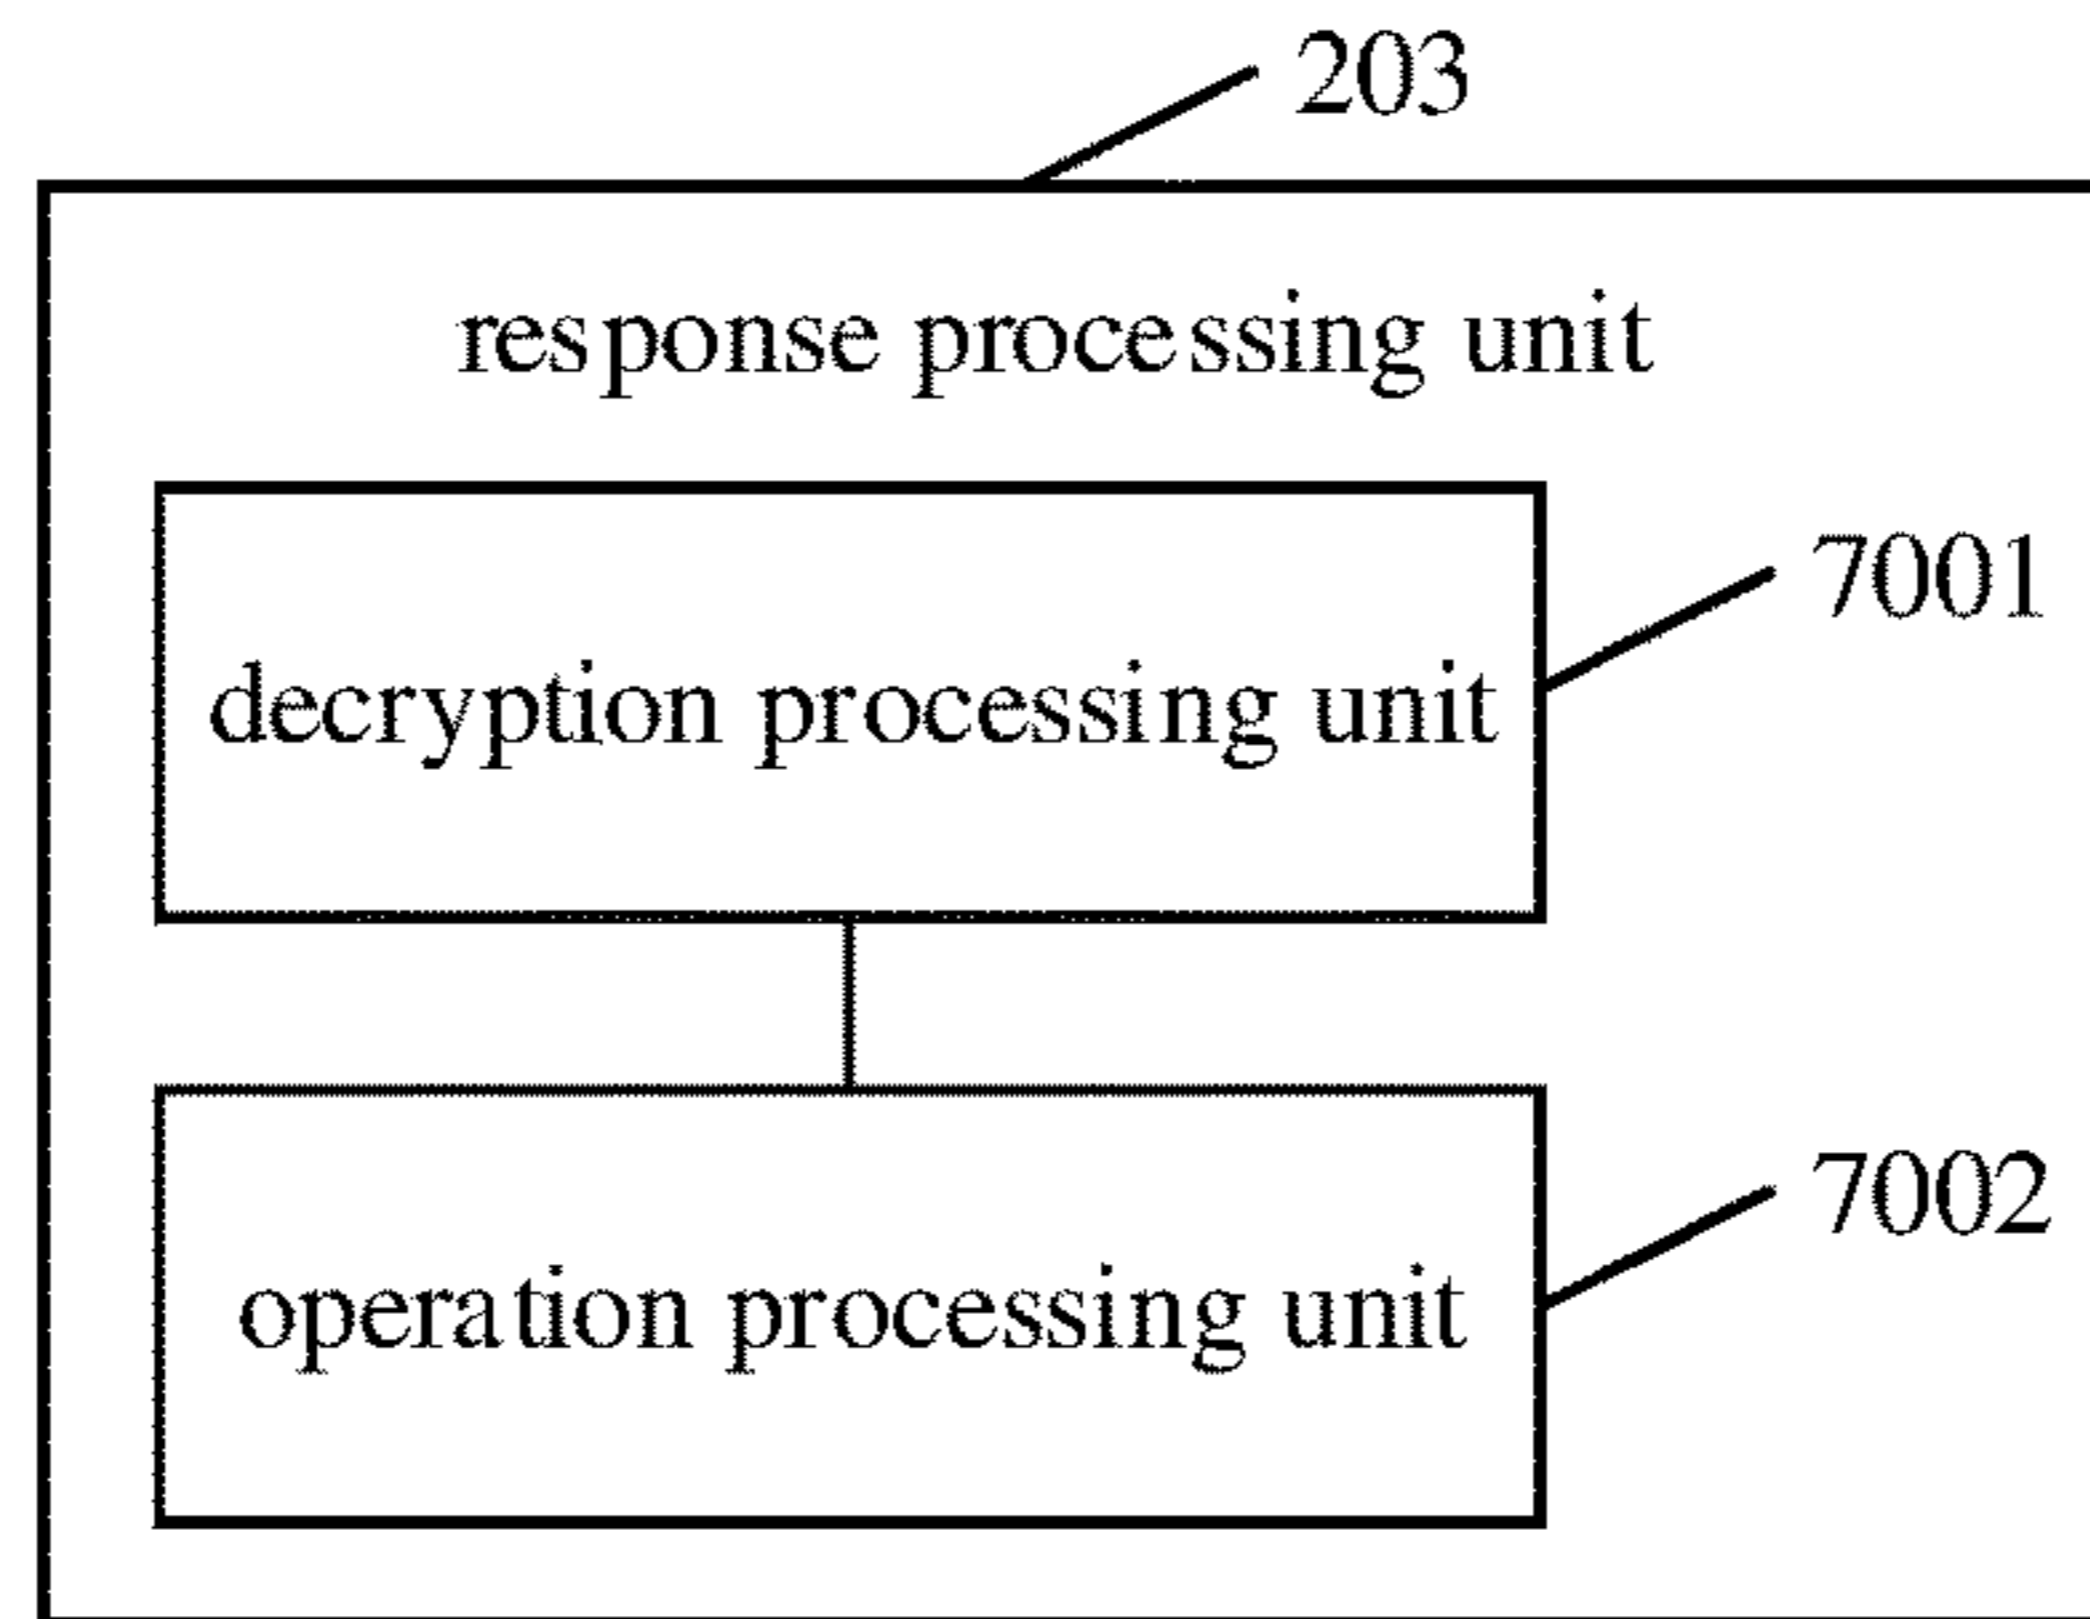 203
response processing unit
7001
decryption processing unit
7002
operation processing unit